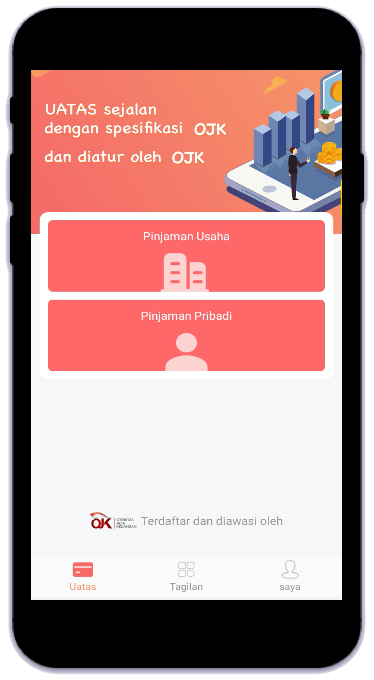 UATAS sejalan
dengan spesifikasi OJK
dan diatur oleh OJK
Pinjaman Usaha
Pinjaman Pribadi
OJK OTORITAS JASA KEUANGAN Terdaftar dan diawasi oleh
Uatas Tagilan saya